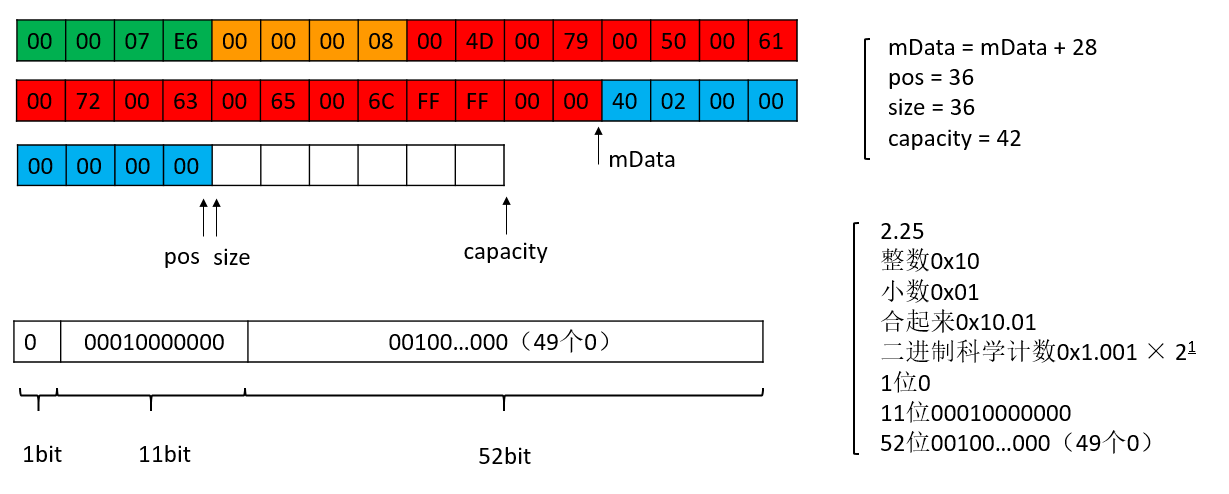 00 00 07 E6 00 00 00 08 00 4D 00 79 00 50 00 61
00 72 00 63 00 65 00 6C FF FF 00 00 40 02 00 00
mData
00 00 00 00
pos size
capacity
mData = mData + 28
pos = 36
size = 36
capacity = 42
0 00010000000 00100...000（49个0）
1bit 11bit 52bit
2.25
整数0x10
小数0x01
合起来0x10.01
二进制科学计数0x1.001 × 2¹
1位0
11位00010000000
52位00100...000（49个0）